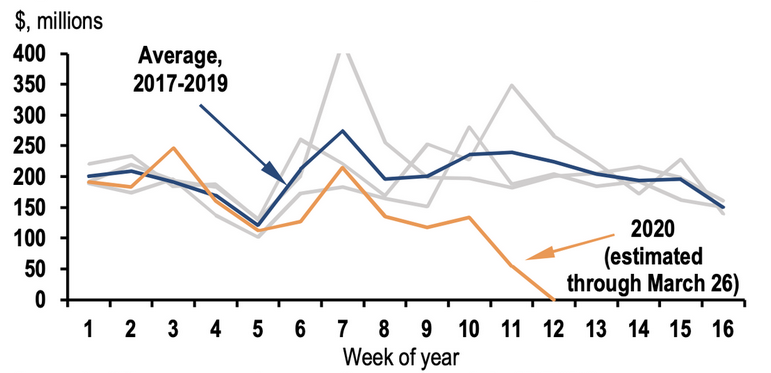 $, millions
400
350
300
250
200
150
100
50
0
Average,
2017-2019
2020
(estimated
through March 26)
1 2 3 4 5 6 7 8 9 10 11 12 13 14 15 16
Week of year